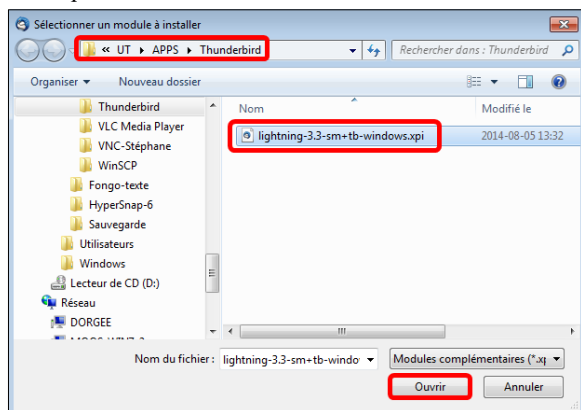 Sélectionner un module à installer
« UT ▸ APPS ▸ Thunderbird
Rechercher dans : Thunderbird
Organiser ▼ Nouveau dossier
Nom Modifié le
Thunderbird
lightning-3.3-sm+tb-windows.xpi 2014-08-05 13:32
VLC Media Player
VNC-Stéphane
WinSCP
Fongo-texte
HyperSnap-6
Sauvegarde
Utilisateurs
Windows
Lecteur de CD (D:)
Réseau
DORGEE
Nom du fichier : lightning-3.3-sm+tb-window Modules complémentaires (*.xp
Ouvrir Annuler